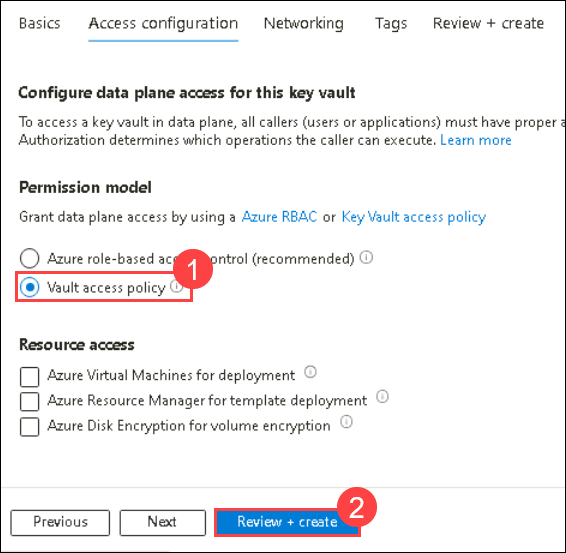 Basics Access configuration Networking Tags Review + create
Configure data plane access for this key vault
To access a key vault in data plane, all callers (users or applications) must have proper a
Authorization determines which operations the caller can execute. Learn more
Permission model
Grant data plane access by using a Azure RBAC or Key Vault access policy
Azure role-based control (recommended)
1
Vault access policy
Resource access
Azure Virtual Machines for deployment
Azure Resource Manager for template deployment
Azure Disk Encryption for volume encryption
2
Previous Next Review + create